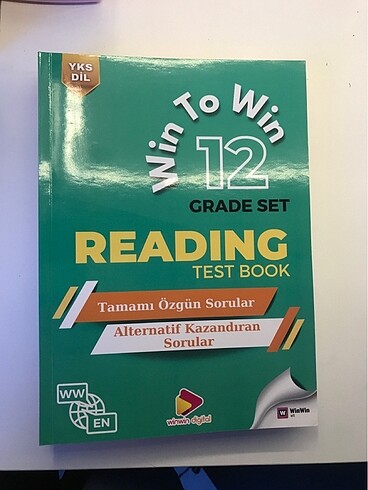 YKS
DİL
Win To Win
12
GRADE SET
READING
TEST BOOK
Tamamı Özgün Sorular
Alternatif Kazandıran
Sorular
WW
EN
winwin digital
W WinWin